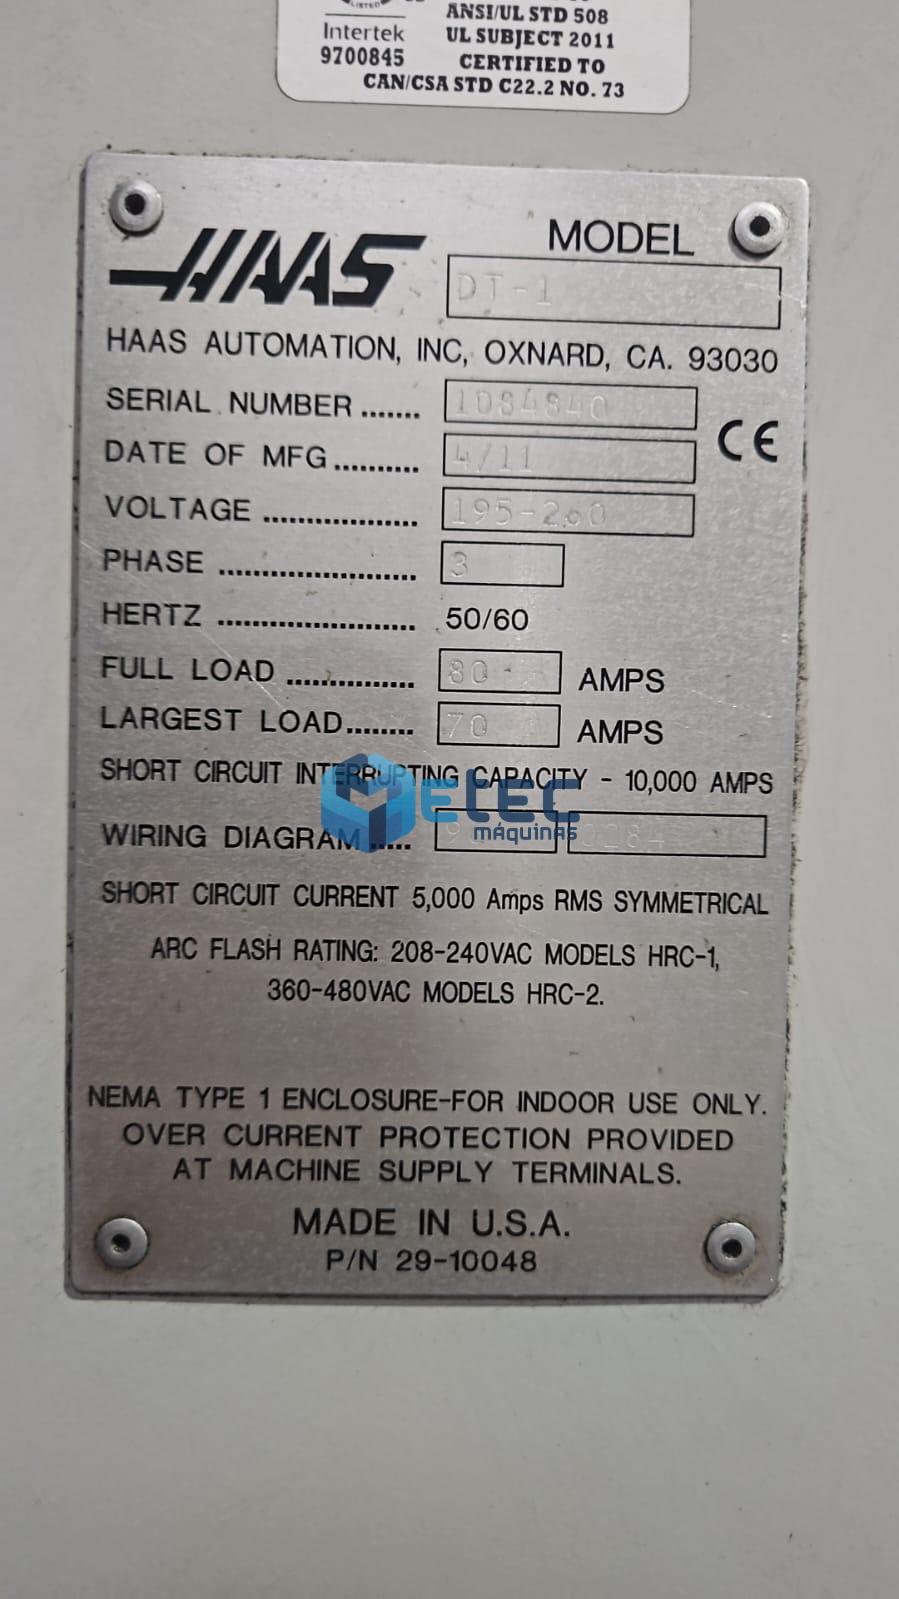 LISTED
ANSI/UL STD 508
Intertek UL SUBJECT 2011
9700845 CERTIFIED TO
CAN/CSA STD C22.2 NO. 73
HAAS MODEL
DT-1
HAAS AUTOMATION, INC, OXNARD, CA. 93030
SERIAL NUMBER ....... 1084840
CE
DATE OF MFG .......... 4/11
VOLTAGE .................. 195-260
PHASE ....................... 3
HERTZ ....................... 50/60
FULL LOAD ............... 80 AMPS
LARGEST LOAD........ 70 AMPS
SHORT CIRCUIT INTERRUPTING CAPACITY - 10,000 AMPS
ELEC
máquinas
WIRING DIAGRAM .....
SHORT CIRCUIT CURRENT 5,000 Amps RMS SYMMETRICAL
ARC FLASH RATING: 208-240VAC MODELS HRC-1,
360-480VAC MODELS HRC-2.
NEMA TYPE 1 ENCLOSURE-FOR INDOOR USE ONLY.
OVER CURRENT PROTECTION PROVIDED
AT MACHINE SUPPLY TERMINALS.
MADE IN U.S.A.
P/N 29-10048